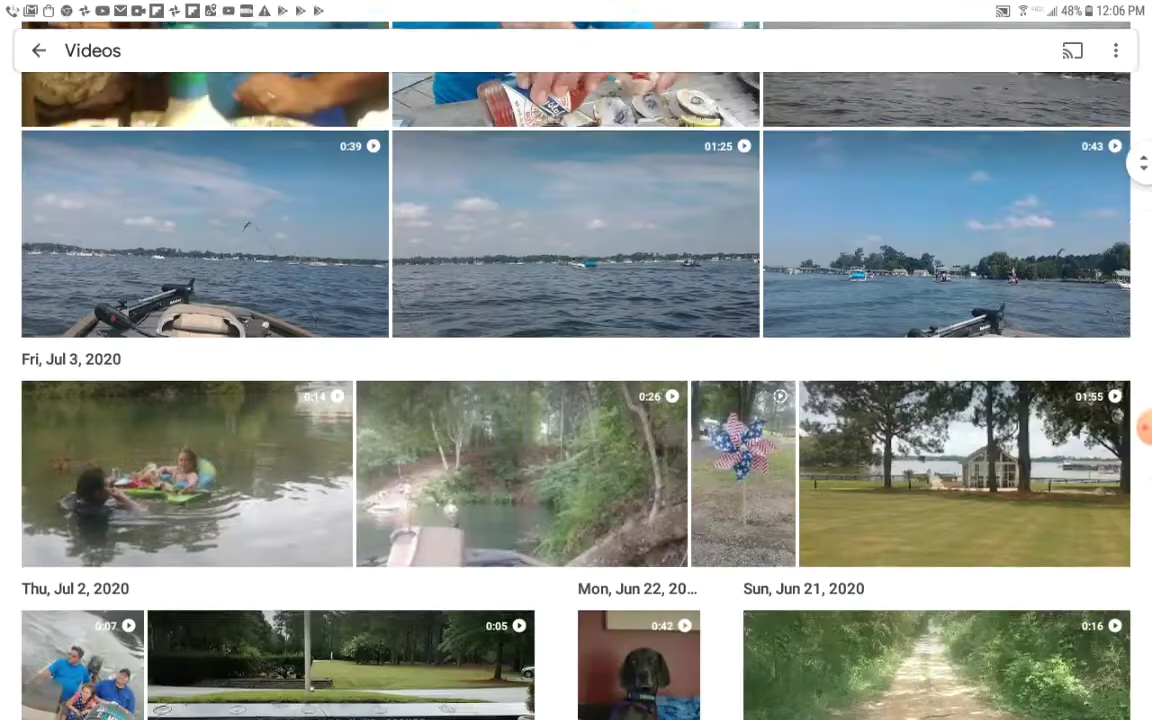 48% 12:06 PM
Videos
0:39
01:25
0:43
Fri, Jul 3, 2020
0:14
0:26
01:55
Thu, Jul 2, 2020
Mon, Jun 22, 20...
Sun, Jun 21, 2020
0:07
0:05
0:42
0:16